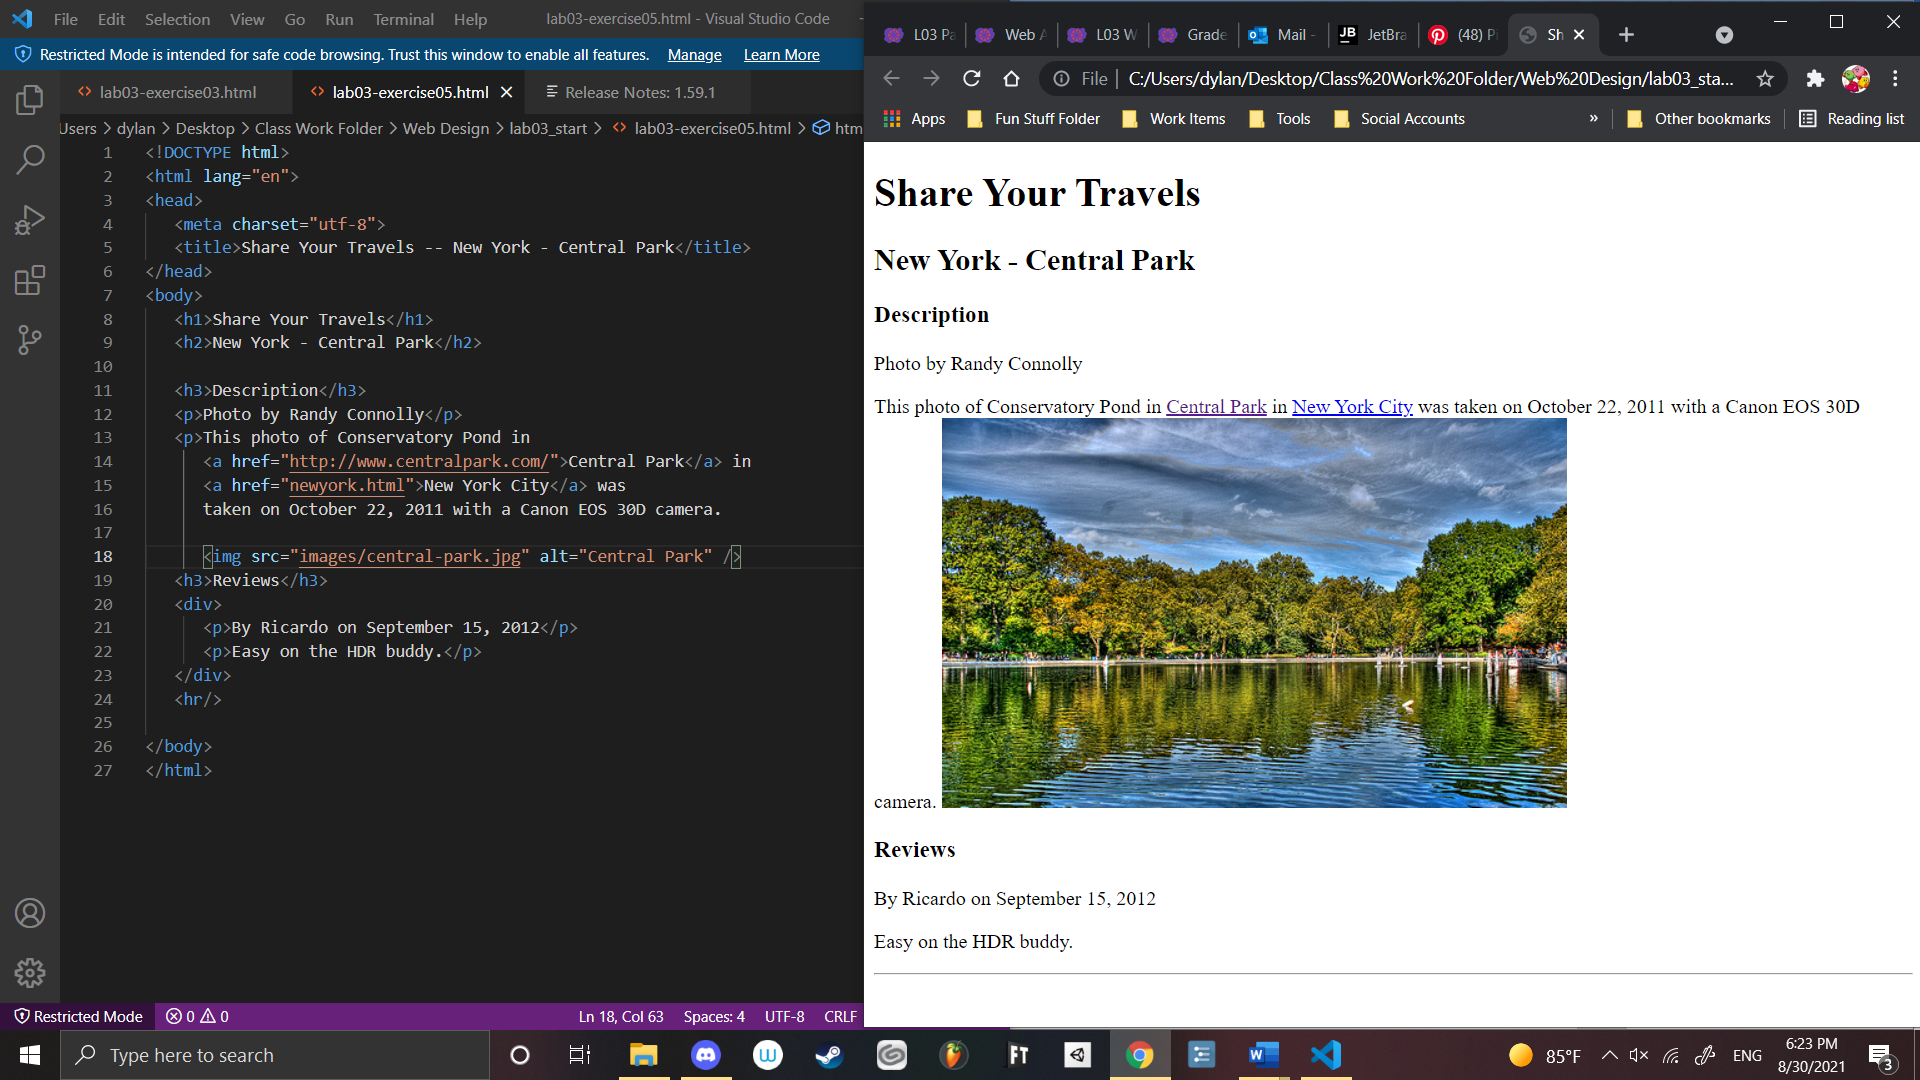 File Edit Selection View Go Run Terminal Help lab03-exercise05.html - Visual Studio Code
Restricted Mode is intended for safe code browsing. Trust this window to enable all features. Manage Learn More
lab03-exercise03.html lab03-exercise05.html Release Notes: 1.59.1
Users > dylan > Desktop > Class Work Folder > Web Design > lab03_start > lab03-exercise05.html > htm
1 <!DOCTYPE html>
2 <html lang="en">
3 <head>
4 <meta charset="utf-8">
5 <title>Share Your Travels -- New York - Central Park</title>
6 </head>
7 <body>
8 <h1>Share Your Travels</h1>
9 <h2>New York - Central Park</h2>
10
11 <h3>Description</h3>
12 <p>Photo by Randy Connolly</p>
13 <p>This photo of Conservatory Pond in
14 <a href="http://www.centralpark.com/">Central Park</a> in
15 <a href="newyork.html">New York City</a> was
16 taken on October 22, 2011 with a Canon EOS 30D camera.
17
18 <img src="images/central-park.jpg" alt="Central Park" />
19 <h3>Reviews</h3>
20 <div>
21 <p>By Ricardo on September 15, 2012</p>
22 <p>Easy on the HDR buddy.</p>
23 </div>
24 <hr/>
25
26 </body>
27 </html>
Restricted Mode 0 0 Ln 18, Col 63 Spaces: 4 UTF-8 CRLF
L03 Pa Web A L03 W Grade Mail - JB JetBra (48) P Sh
File C:/Users/dylan/Desktop/Class%20Work%20Folder/Web%20Design/lab03_sta...
Apps Fun Stuff Folder Work Items Tools Social Accounts » Other bookmarks Reading list
Share Your Travels
New York - Central Park
Description
Photo by Randy Connolly
This photo of Conservatory Pond in Central Park in New York City was taken on October 22, 2011 with a Canon EOS 30D
camera.
Reviews
By Ricardo on September 15, 2012
Easy on the HDR buddy.
Type here to search FT 85°F ENG 6:23 PM
8/30/2021 3